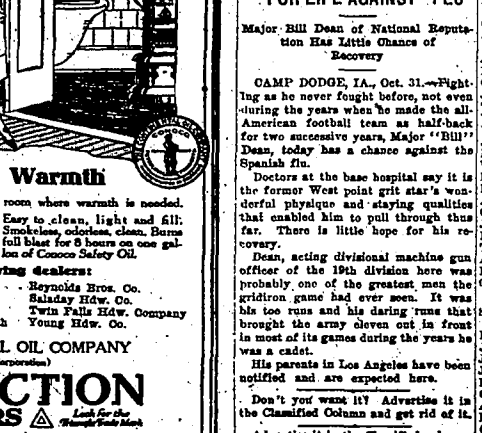 Warmth
room where warmth is needed.
Easy to clean, light and fill.
Smokeless, odorless, clean. Burns
full blast for 8 hours on one gal-
lon of Conoco Safety Oil.
dealers:
Reynolds Bros. Co.
Saladay Hdw. Co.
Twin Falls Hdw. Company
Young Hdw. Co.
OIL COMPANY
CTION
Look for the
Triangle Trade Mark
CONOCO
Major Bill Dean of National Reputa-
tion Has Little Chance of
Recovery
CAMP DODGE, IA., Oct. 31.—Fight-
ing as he never fought before, not even
during the years when he made the all-
American football team as half-back
for two successive years, Major "Bill"
Dean, today has a chance against the
Spanish flu.
Doctors at the base hospital say it is
the former West point grit star's won-
derful physique and staying qualities
that enabled him to pull through thus
far. There is little hope for his re-
covery.
Dean, acting divisional machine gun
officer of the 19th division here was
probably one of the greatest men the
gridiron game had ever seen. It was
his toe runs and his daring runs that
brought the army eleven out in front
in most of its games during the years he
was a cadet.
His parents in Los Angeles have been
notified and are expected here.
Don't you want it? Advertise it in
the Classified Column and get rid of it.